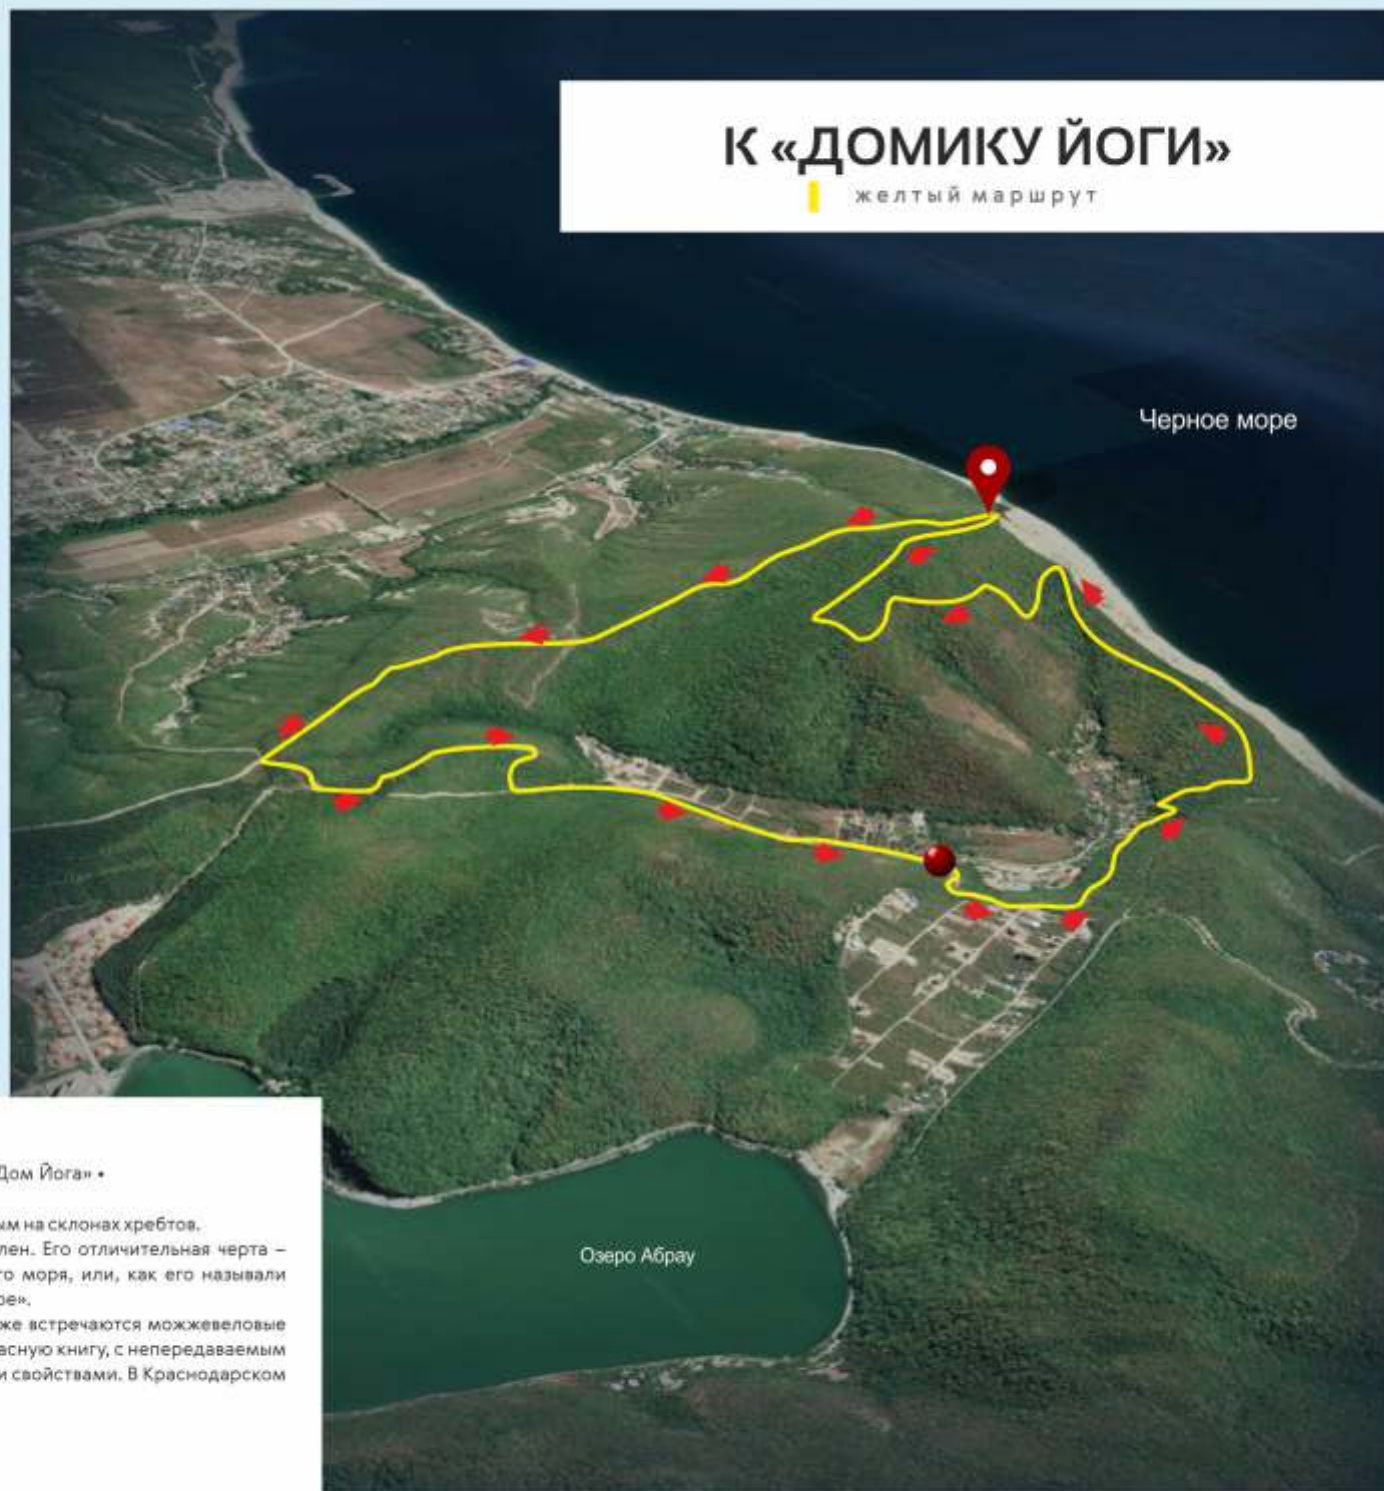 К «ДОМИКУ ЙОГИ»
желтый маршрут
Черное море
Озеро Абрау
Дом Йога» •
ым на склонах хребтов.
лен. Его отличительная черта –
го моря, или, как его называли
ре».
же встречаются можжевеловые
асную книгу, с непередаваемым
и свойствами. В Краснодарском